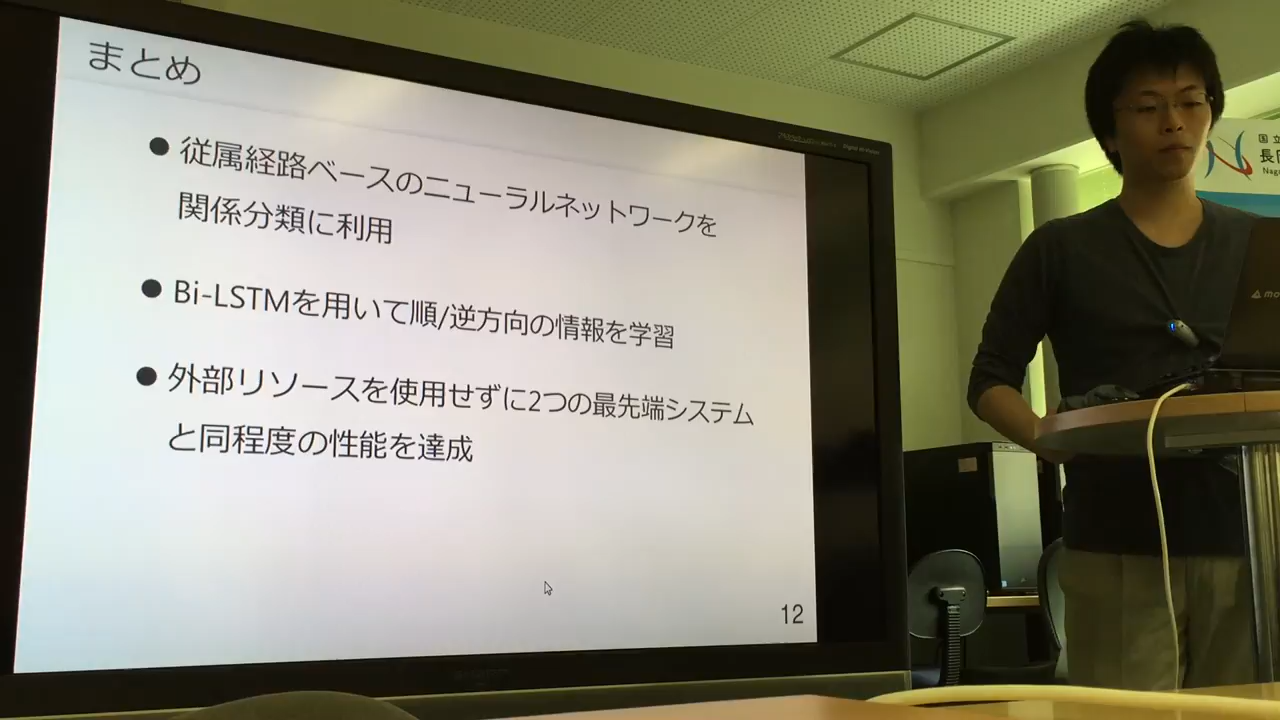 まとめ
● 従属経路ベースのニューラルネットワークを
関係分類に利用
● Bi-LSTMを用いて順/逆方向の情報を学習
● 外部リソースを使用せずに2つの最先端システム
と同程度の性能を達成
12
国立
長
Naga